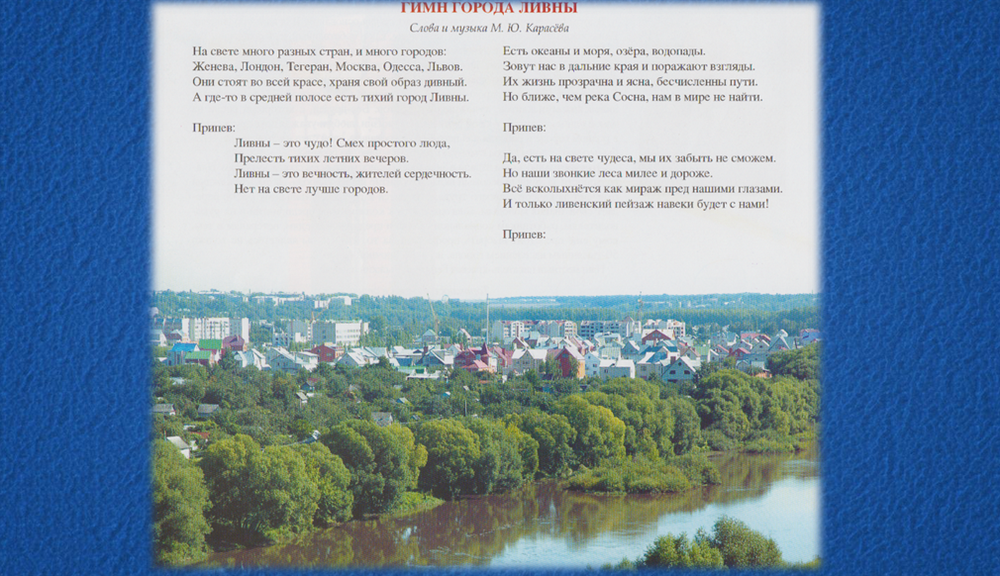 ГИМН ГОРОДА ЛИВНЫ
Слова и музыка М. Ю. Карасёва
На свете много разных стран, и много городов:
Женева, Лондон, Тегеран, Москва, Одесса, Львов.
Они стоят во всей красе, храня свой образ дивный.
А где-то в средней полосе есть тихий город Ливны.
Припев:
Ливны – это чудо! Смех простого люда,
Прелесть тихих летних вечеров.
Ливны – это вечность, жителей сердечность.
Нет на свете лучше городов.
Есть океаны и моря, озёра, водопады.
Зовут нас в дальние края и поражают взгляды.
Их жизнь прозрачна и ясна, бесчисленны пути.
Но ближе, чем река Сосна, нам в мире не найти.
Припев:
Да, есть на свете чудеса, мы их забыть не сможем.
Но наши звонкие леса милее и дороже.
Всё всколыхнётся как мираж пред нашими глазами.
И только ливенский пейзаж навеки будет с нами!
Припев: